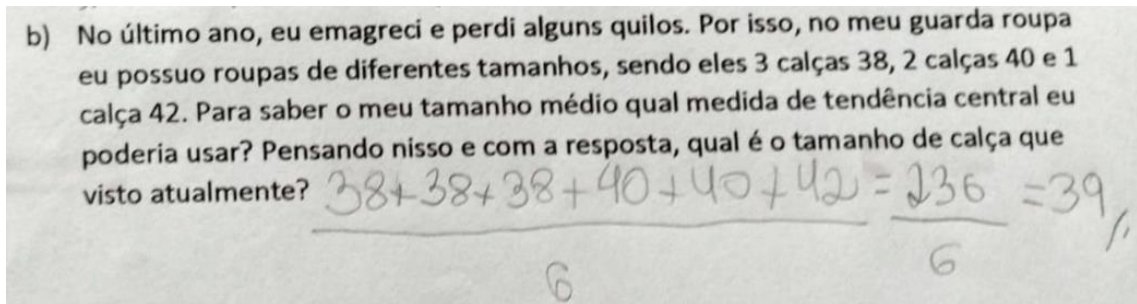 b) No último ano, eu emagreci e perdi alguns quilos. Por isso, no meu guarda roupa
eu possuo roupas de diferentes tamanhos, sendo eles 3 calças 38, 2 calças 40 e 1
calça 42. Para saber o meu tamanho médio qual medida de tendência central eu
poderia usar? Pensando nisso e com a resposta, qual é o tamanho de calça que
visto atualmente? 38+38+38+40+40+42 = 236 = 39
6 6